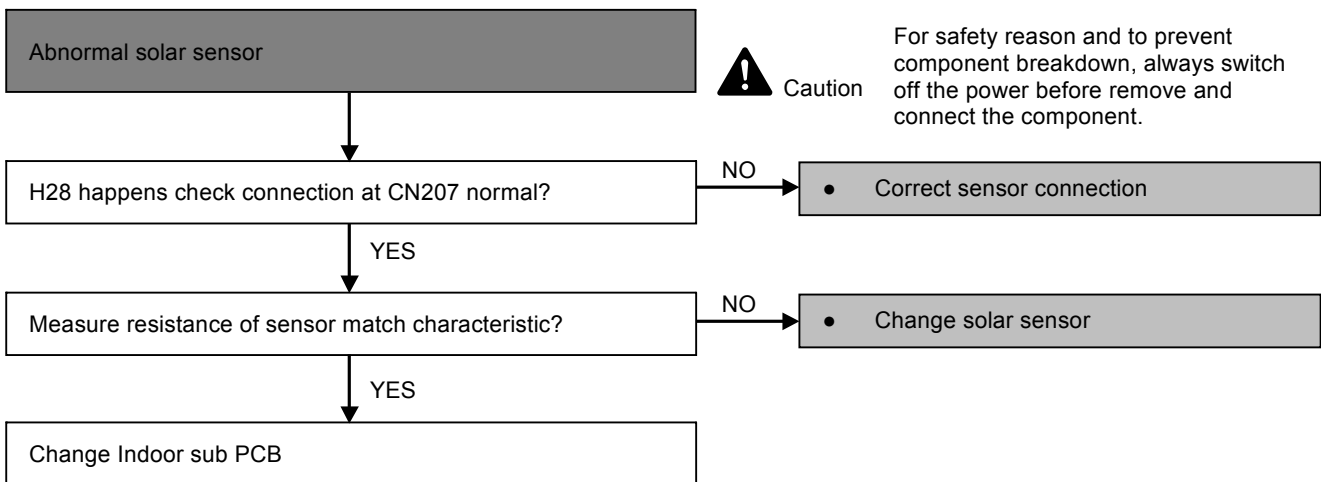 Abnormal solar sensor
Caution
For safety reason and to prevent
component breakdown, always switch
off the power before remove and
connect the component.
H28 happens check connection at CN207 normal?
NO
● Correct sensor connection
YES
Measure resistance of sensor match characteristic?
NO
● Change solar sensor
YES
Change Indoor sub PCB